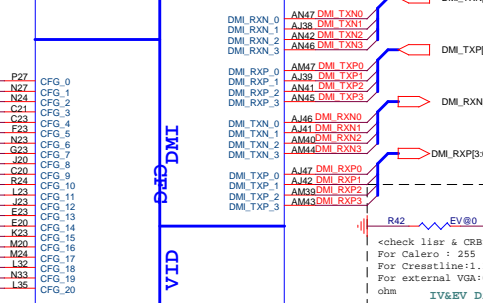 DMI_RXN_0 AN47 DMI_TXN0
DMI_RXN_1 AJ38 DMI_TXN1
DMI_RXN_2 AN42 DMI_TXN2
DMI_RXN_3 AN46 DMI_TXN3
DMI_TXP[
DMI_RXP_0 AM47 DMI_TXP0
DMI_RXP_1 AJ39 DMI_TXP1
DMI_RXP_2 AN41 DMI_TXP2
DMI_RXP_3 AN45 DMI_TXP3
DMI_RXN
DMI_TXN_0 AJ46 DMI_RXN0
DMI_TXN_1 AJ41 DMI_RXN1
DMI_TXN_2 AM40 DMI_RXN2
DMI_TXN_3 AM44 DMI_RXN3
DMI_RXP[3:
DMI_TXP_0 AJ47 DMI_RXP0
DMI_TXP_1 AJ42 DMI_RXP1
DMI_TXP_2 AM39 DMI_RXP2
DMI_TXP_3 AM43 DMI_RXP3
P27 CFG_0
N27 CFG_1
N24 CFG_2
C21 CFG_3
C23 CFG_4
F23 CFG_5
N23 CFG_6
G23 CFG_7
J20 CFG_8
C20 CFG_9
R24 CFG_10
L23 CFG_11
J23 CFG_12
E23 CFG_13
E20 CFG_14
K23 CFG_15
M20 CFG_16
M24 CFG_17
L32 CFG_18
N33 CFG_19
L35 CFG_20
DMI
CFG
VID
R42 EV@0
<check lisr & CRB
For Calero : 255
For Cresstline:1.
For external VGA:
ohm
IV&EV D